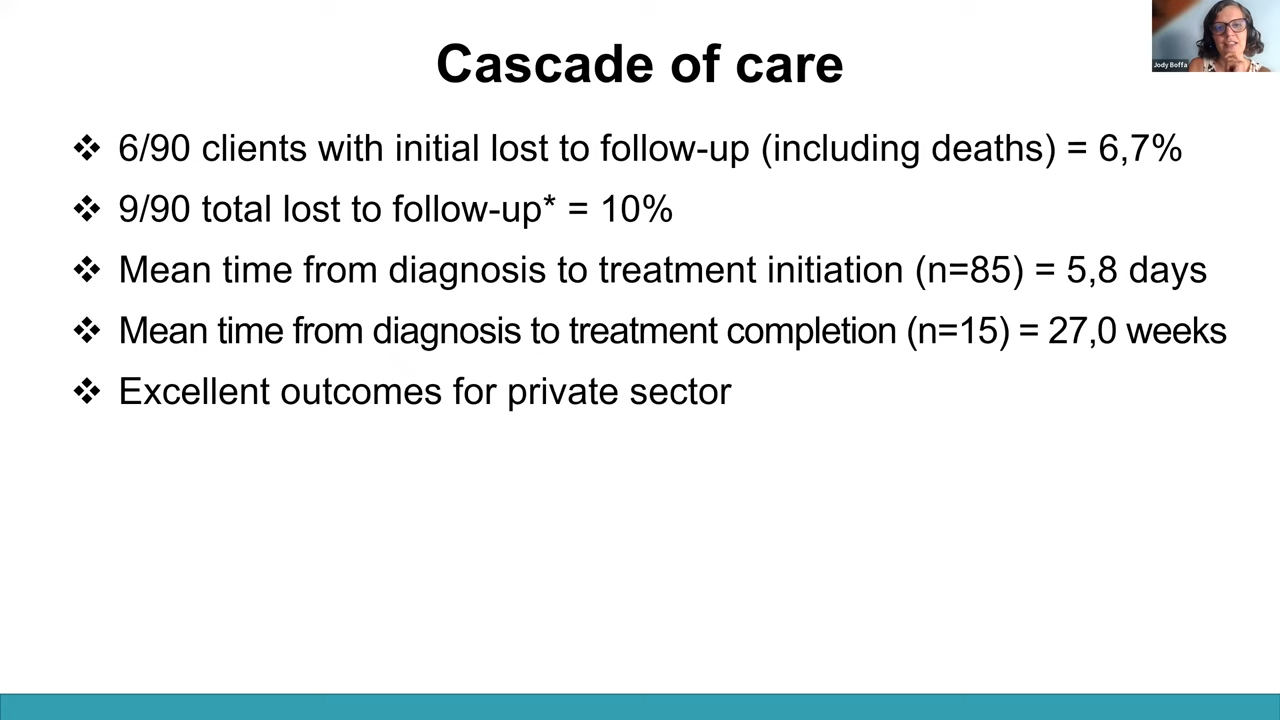 Cascade of care
Jody Boffa
❖ 6/90 clients with initial lost to follow-up (including deaths) = 6,7%
❖ 9/90 total lost to follow-up* = 10%
❖ Mean time from diagnosis to treatment initiation (n=85) = 5,8 days
❖ Mean time from diagnosis to treatment completion (n=15) = 27,0 weeks
❖ Excellent outcomes for private sector